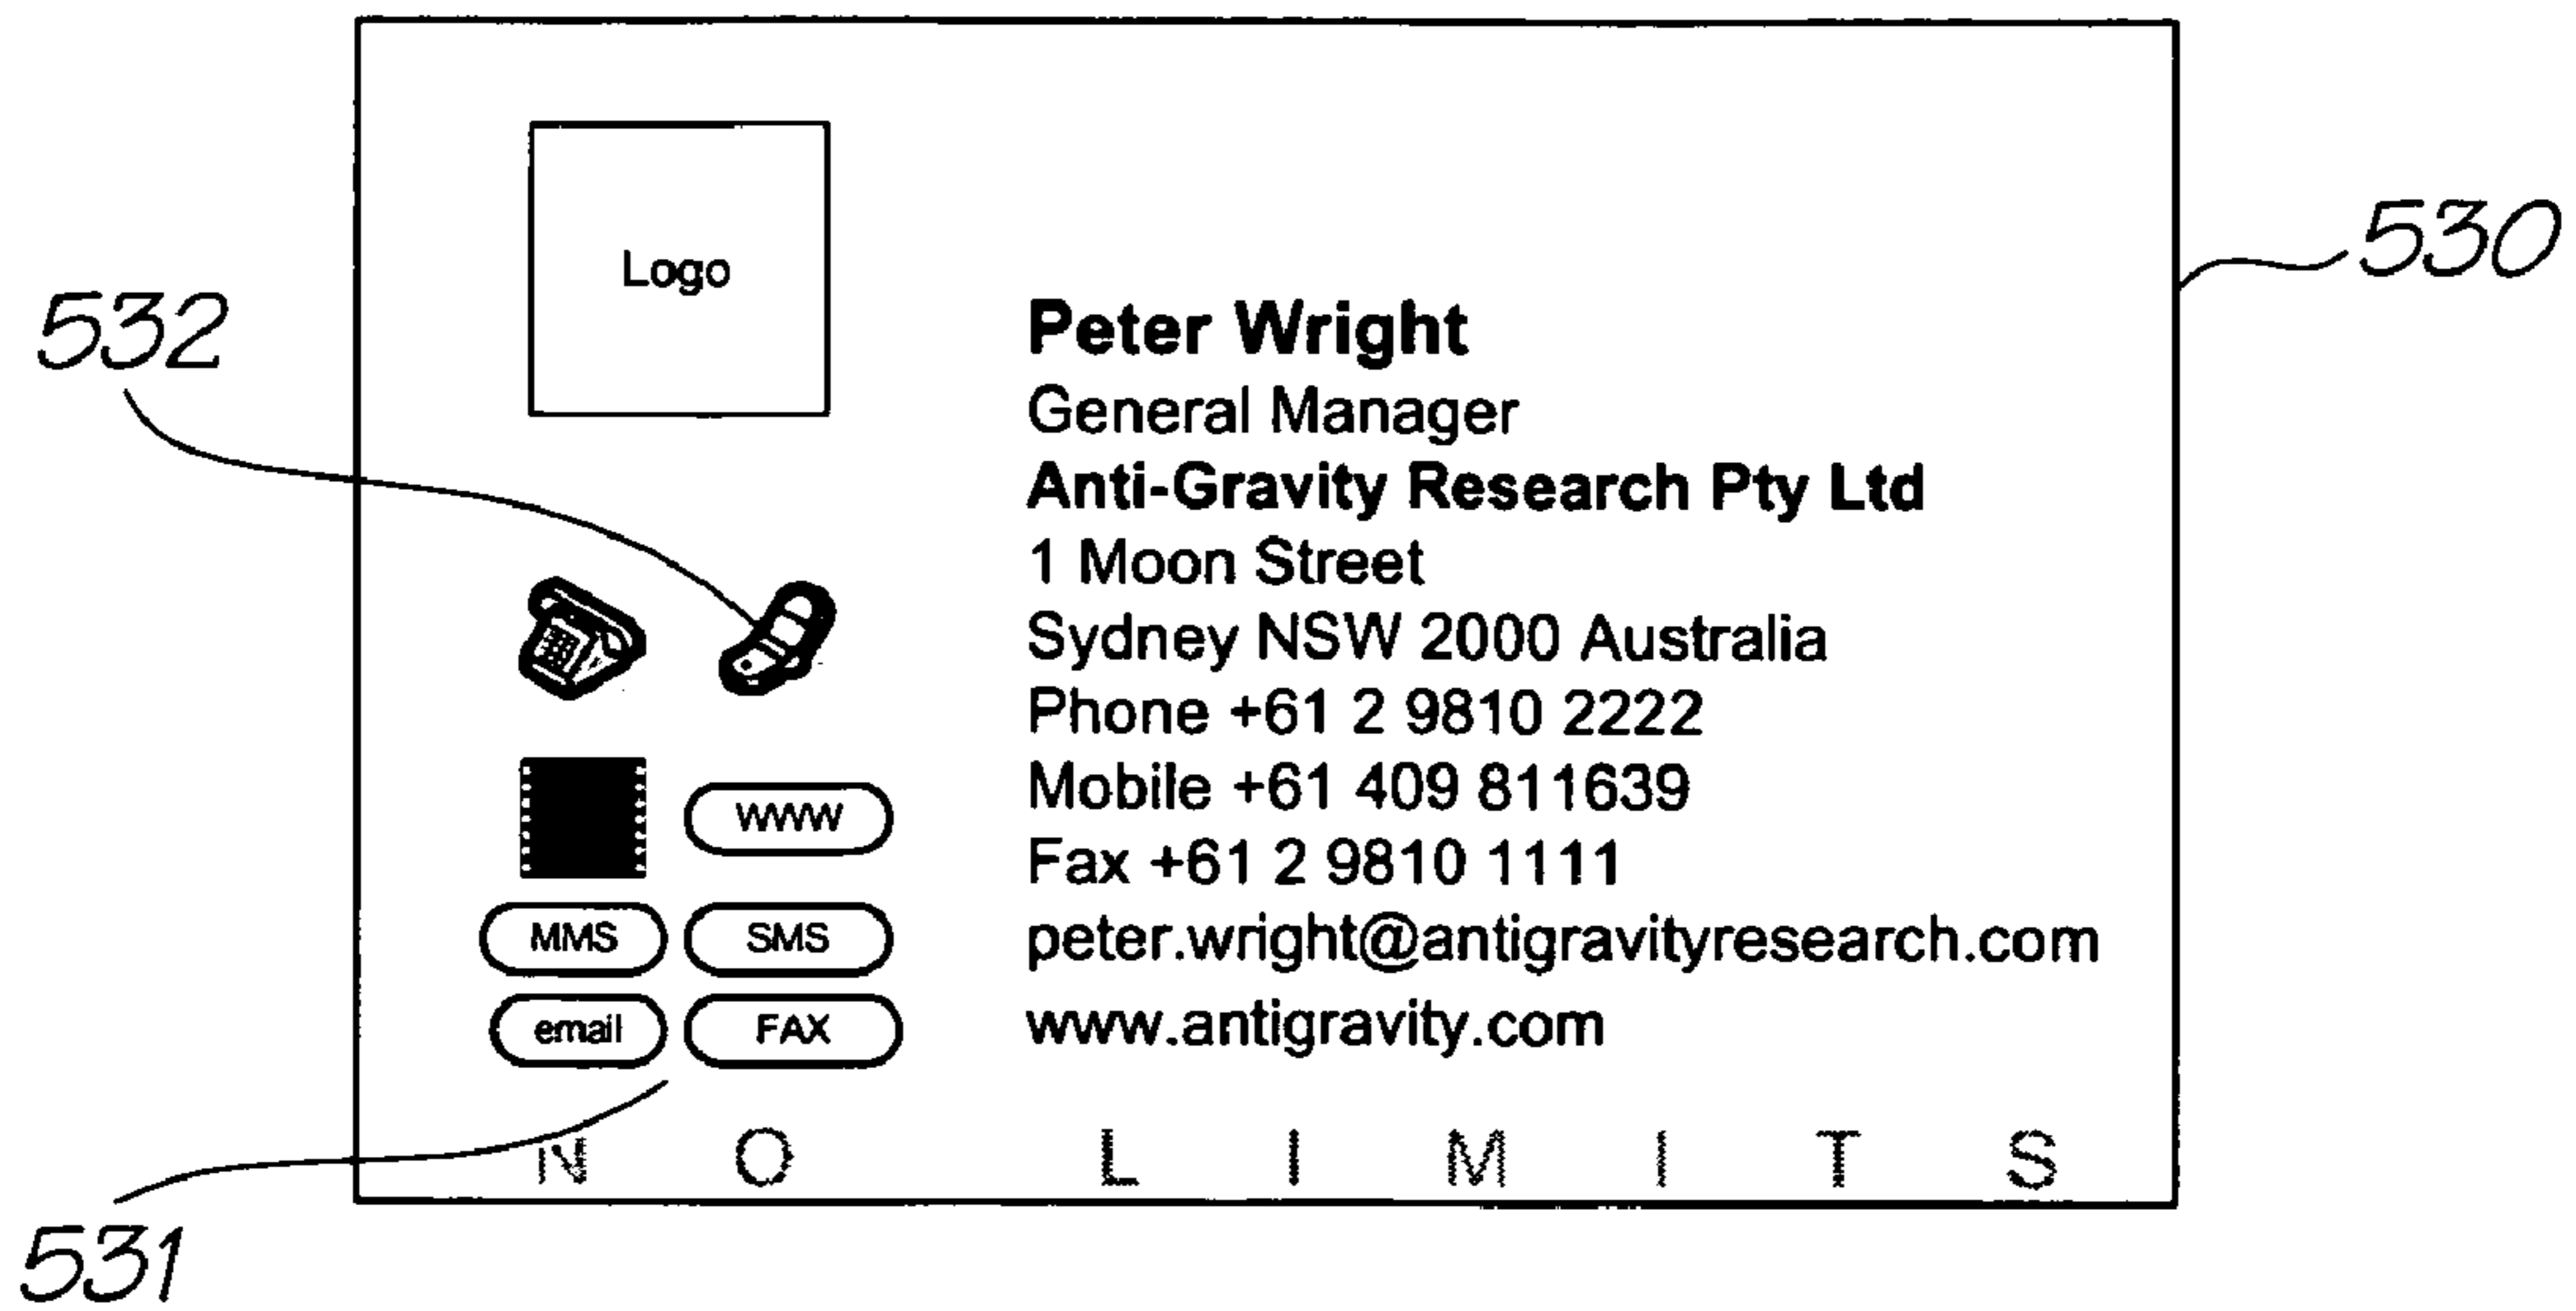 530
Logo
532
Peter Wright
General Manager
Anti-Gravity Research Pty Ltd
1 Moon Street
Sydney NSW 2000 Australia
Phone +61 2 9810 2222
Mobile +61 409 811639
Fax +61 2 9810 1111
peter.wright@antigravityresearch.com
www.antigravity.com
WWW
MMS SMS
email FAX
NO LIMITS
531